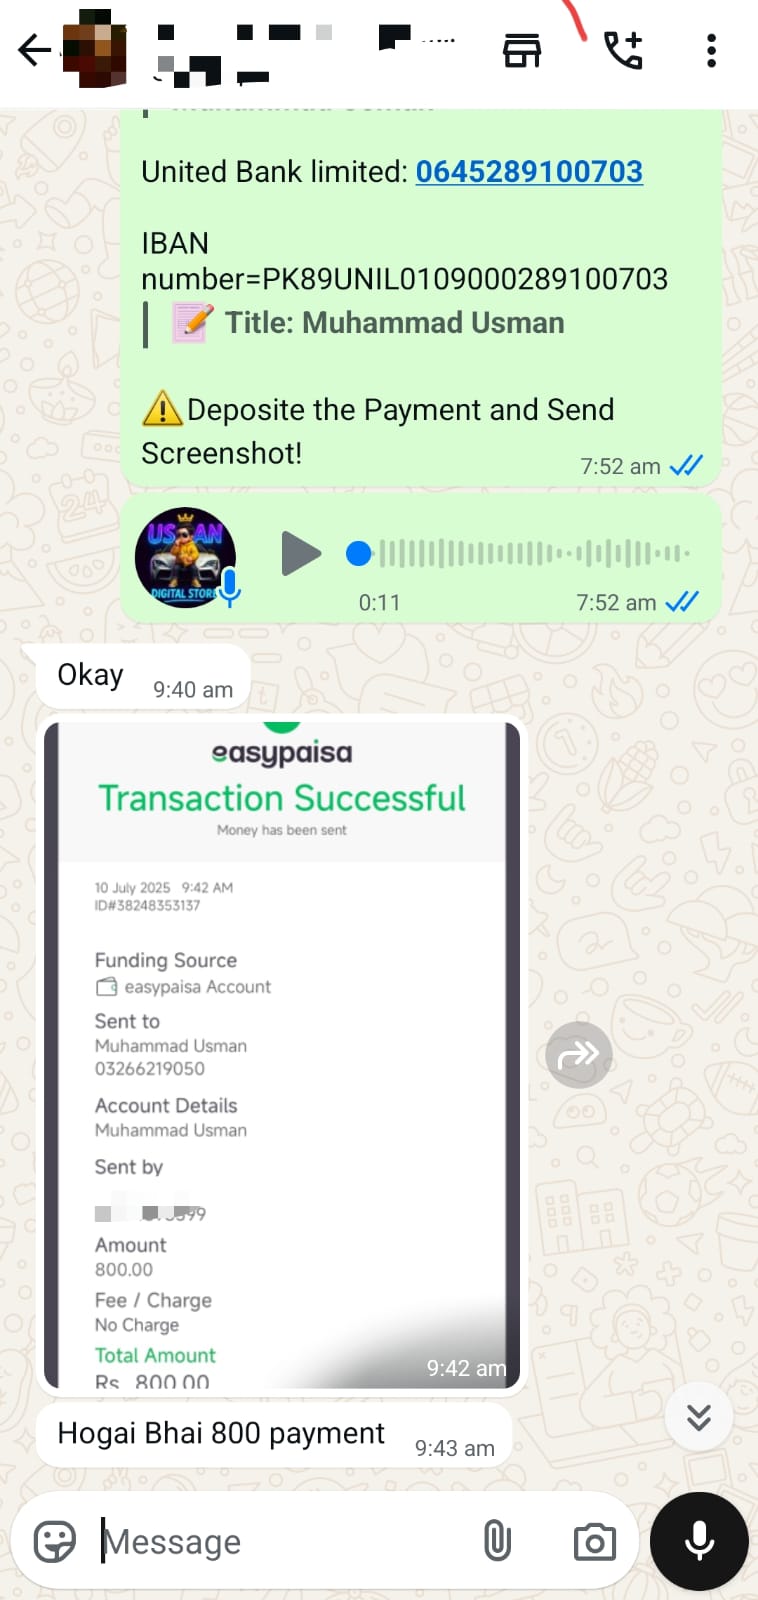 United Bank limited: 0645289100703
IBAN
number=PK89UNIL0109000289100703
Title: Muhammad Usman
Deposite the Payment and Send
Screenshot!
7:52 am
DIGITAL STORE
0:11
7:52 am
Okay
9:40 am
easypaisa
Transaction Successful
Money has been sent
10 July 2025 9:42 AM
ID#38248353137
Funding Source
easypaisa Account
Sent to
Muhammad Usman
03266219050
Account Details
Muhammad Usman
Sent by
Amount
800.00
Fee / Charge
No Charge
Total Amount
Rs 800.00
9:42 am
Hogai Bhai 800 payment
9:43 am
Message